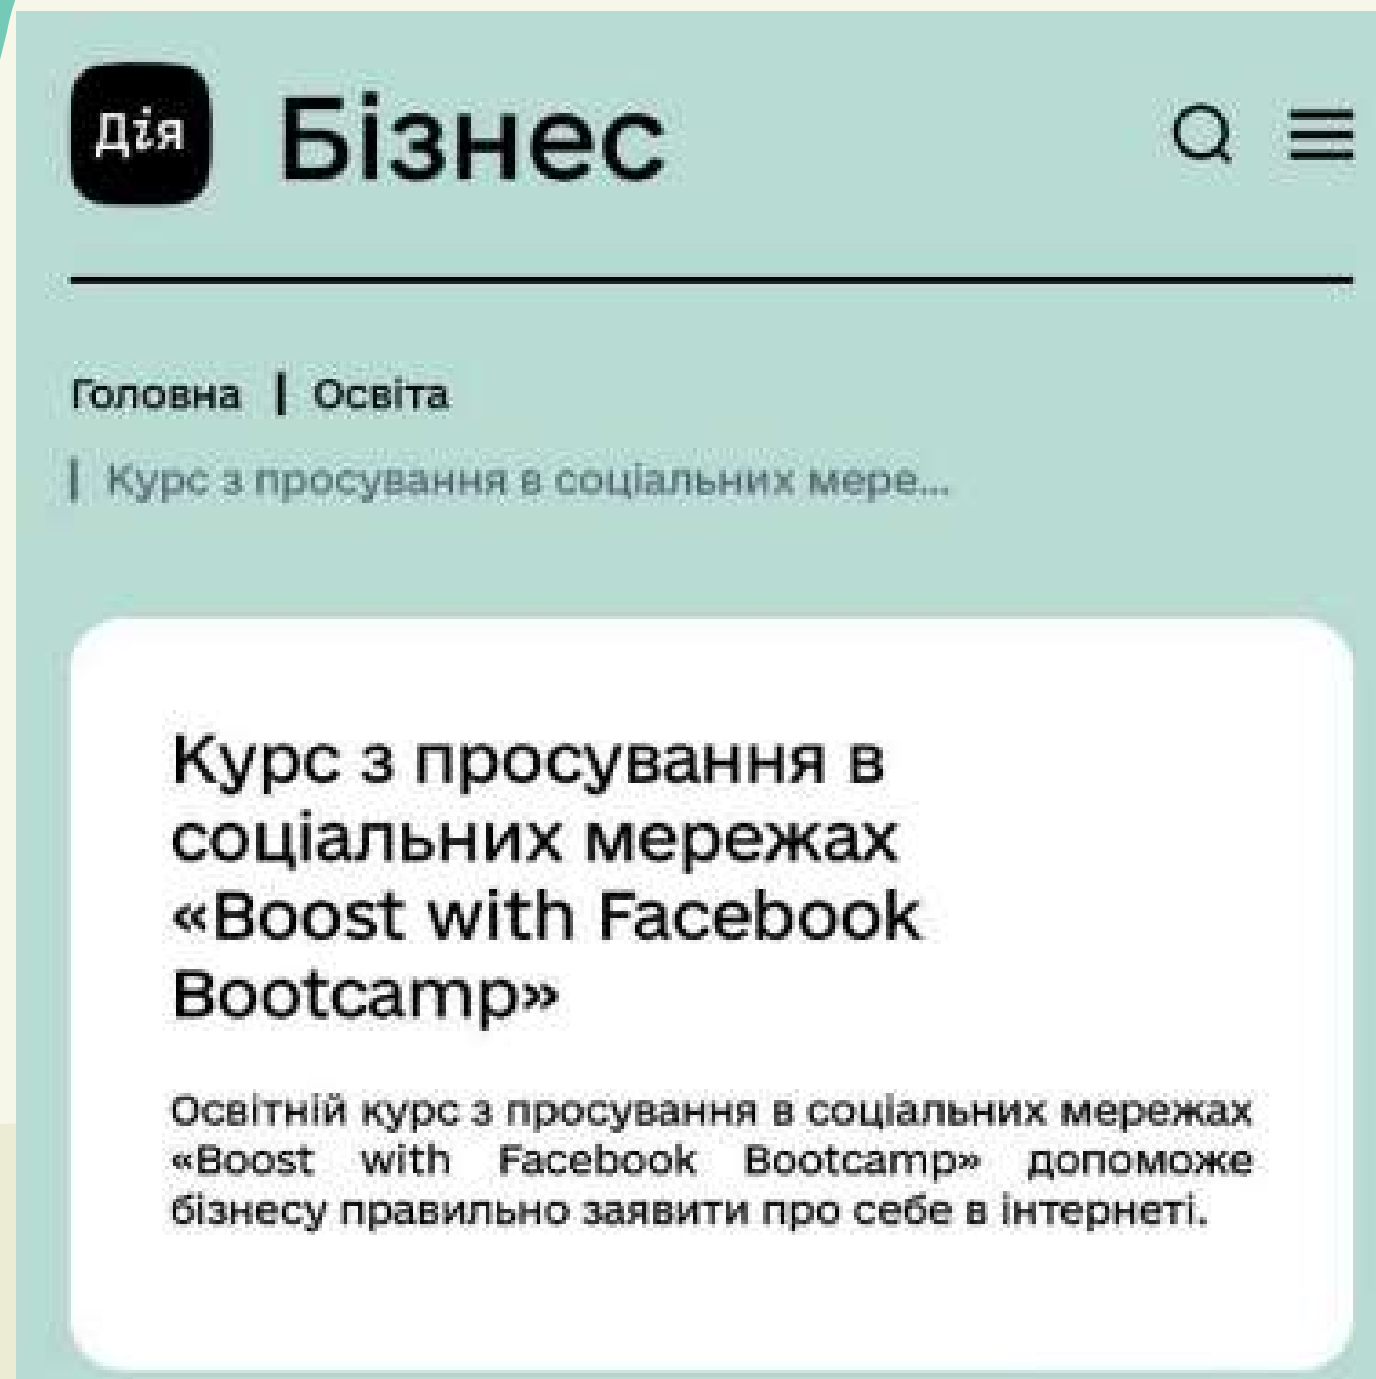 Дія Бізнес
Головна | Освіта
| Курс з просування в соціальних мере...
Курс з просування в
соціальних мережах
«Boost with Facebook
Bootcamp»
Освітній курс з просування в соціальних мережах
«Boost with Facebook Bootcamp» допоможе
бізнесу правильно заявити про себе в інтернеті.